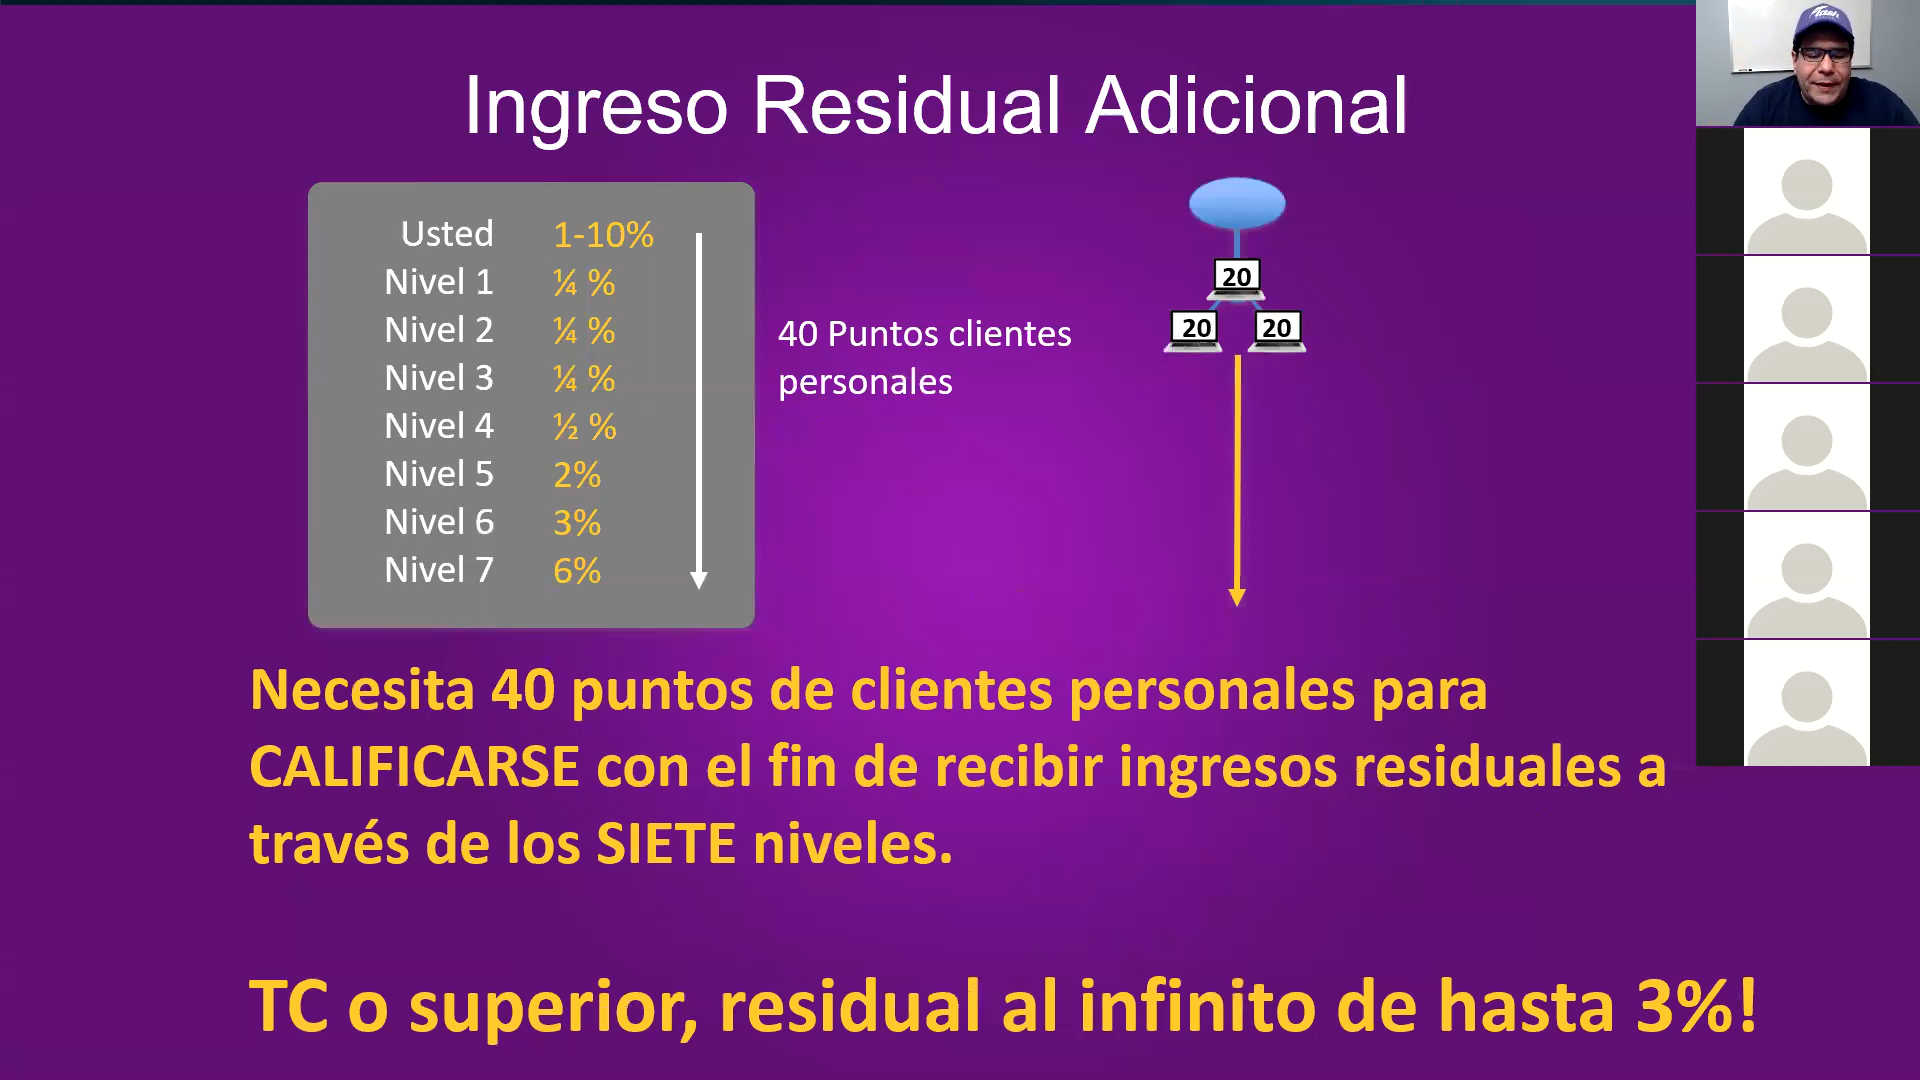 Ingreso Residual Adicional
Usted 1-10%
Nivel 1 ¼ %
Nivel 2 ¼ %
Nivel 3 ¼ %
Nivel 4 ½ %
Nivel 5 2%
Nivel 6 3%
Nivel 7 6%
40 Puntos clientes
personales
20
20 20
Necesita 40 puntos de clientes personales para
CALIFICARSE con el fin de recibir ingresos residuales a
través de los SIETE niveles.
TC o superior, residual al infinito de hasta 3%!